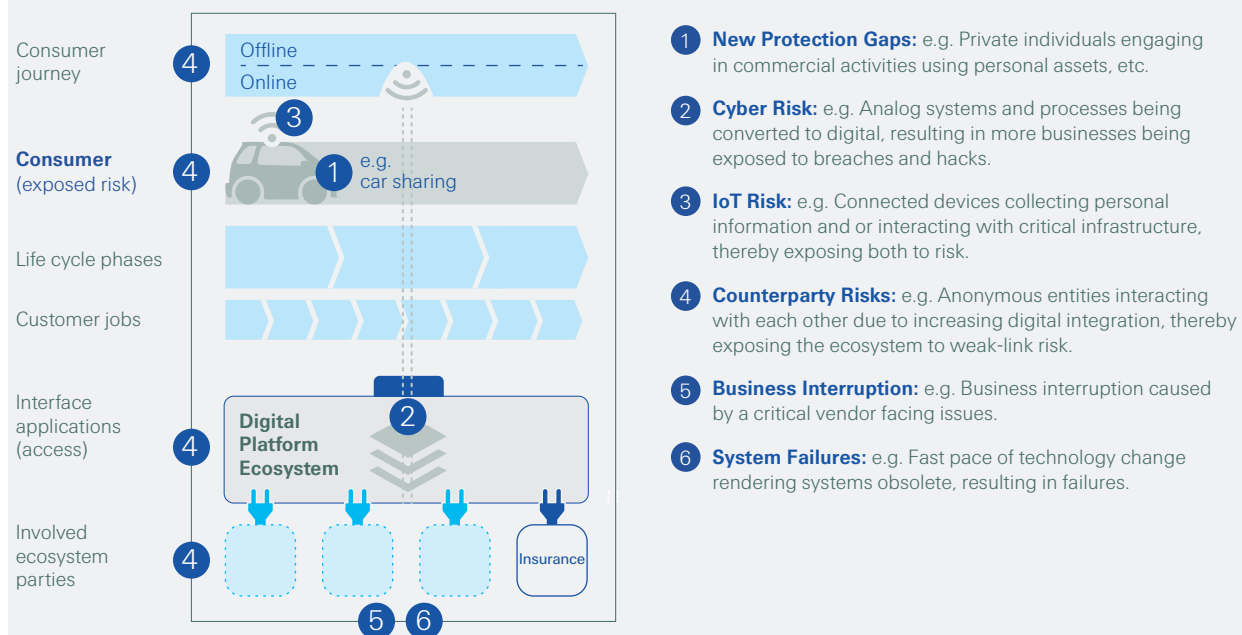 Consumer
journey
4
Offline
Online
3
Consumer
(exposed risk)
4
1
e.g.
car sharing
Life cycle phases
Customer jobs
Interface
applications
(access)
4
Digital
Platform
Ecosystem
2
Involved
ecosystem
parties
4
Insurance
5
6
1 New Protection Gaps: e.g. Private individuals engaging
in commercial activities using personal assets, etc.
2 Cyber Risk: e.g. Analog systems and processes being
converted to digital, resulting in more businesses being
exposed to breaches and hacks.
3 IoT Risk: e.g. Connected devices collecting personal
information and or interacting with critical infrastructure,
thereby exposing both to risk.
4 Counterparty Risks: e.g. Anonymous entities interacting
with each other due to increasing digital integration, thereby
exposing the ecosystem to weak-link risk.
5 Business Interruption: e.g. Business interruption caused
by a critical vendor facing issues.
6 System Failures: e.g. Fast pace of technology change
rendering systems obsolete, resulting in failures.